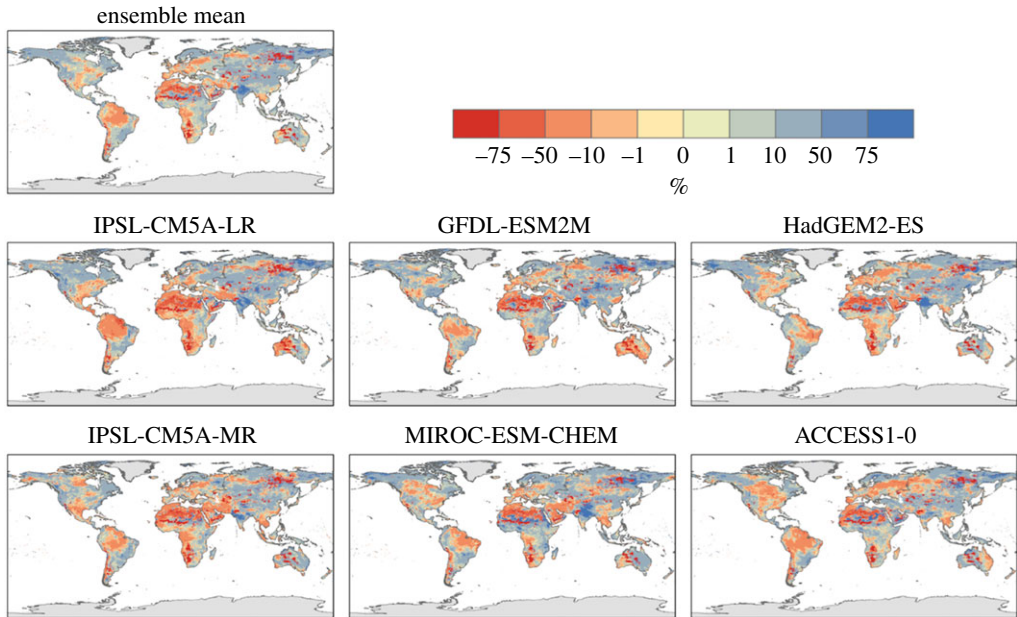 ensemble mean
–75 –50 –10 –1 0 1 10 50 75
%
IPSL-CM5A-LR GFDL-ESM2M HadGEM2-ES
IPSL-CM5A-MR MIROC-ESM-CHEM ACCESS1-0